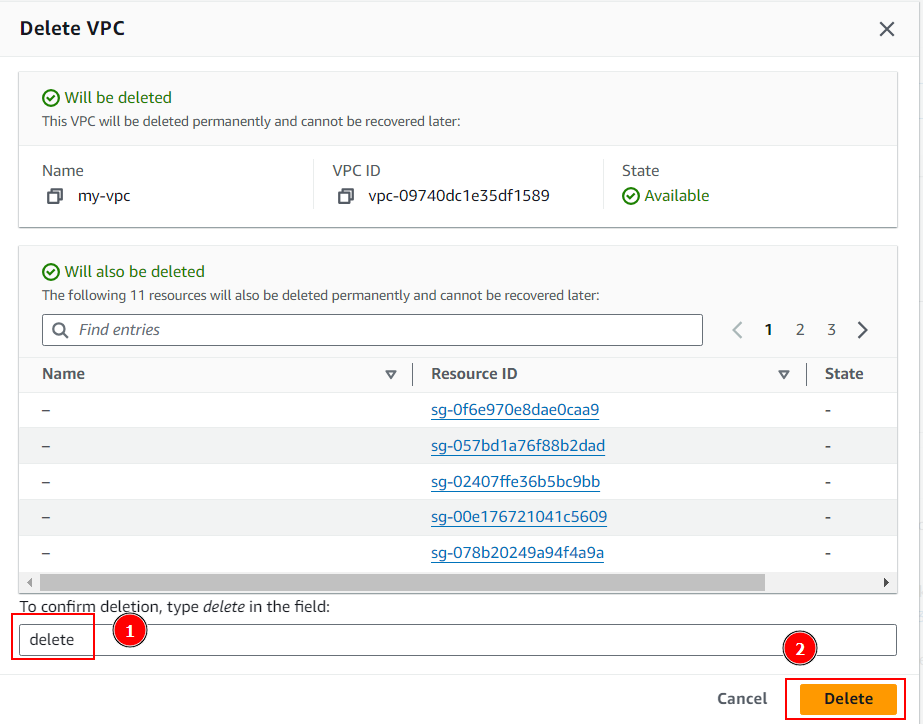 Delete VPC
Will be deleted
This VPC will be deleted permanently and cannot be recovered later:
Name VPC ID State
my-vpc vpc-09740dc1e35df1589 Available
Will also be deleted
The following 11 resources will also be deleted permanently and cannot be recovered later:
Find entries 1 2 3
Name Resource ID State
– sg-0f6e970e8dae0caa9 -
– sg-057bd1a76f88b2dad -
– sg-02407ffe36b5bc9bb -
– sg-00e176721041c5609 -
– sg-078b20249a94f4a9a -
To confirm deletion, type delete in the field:
delete 1
2
Cancel Delete